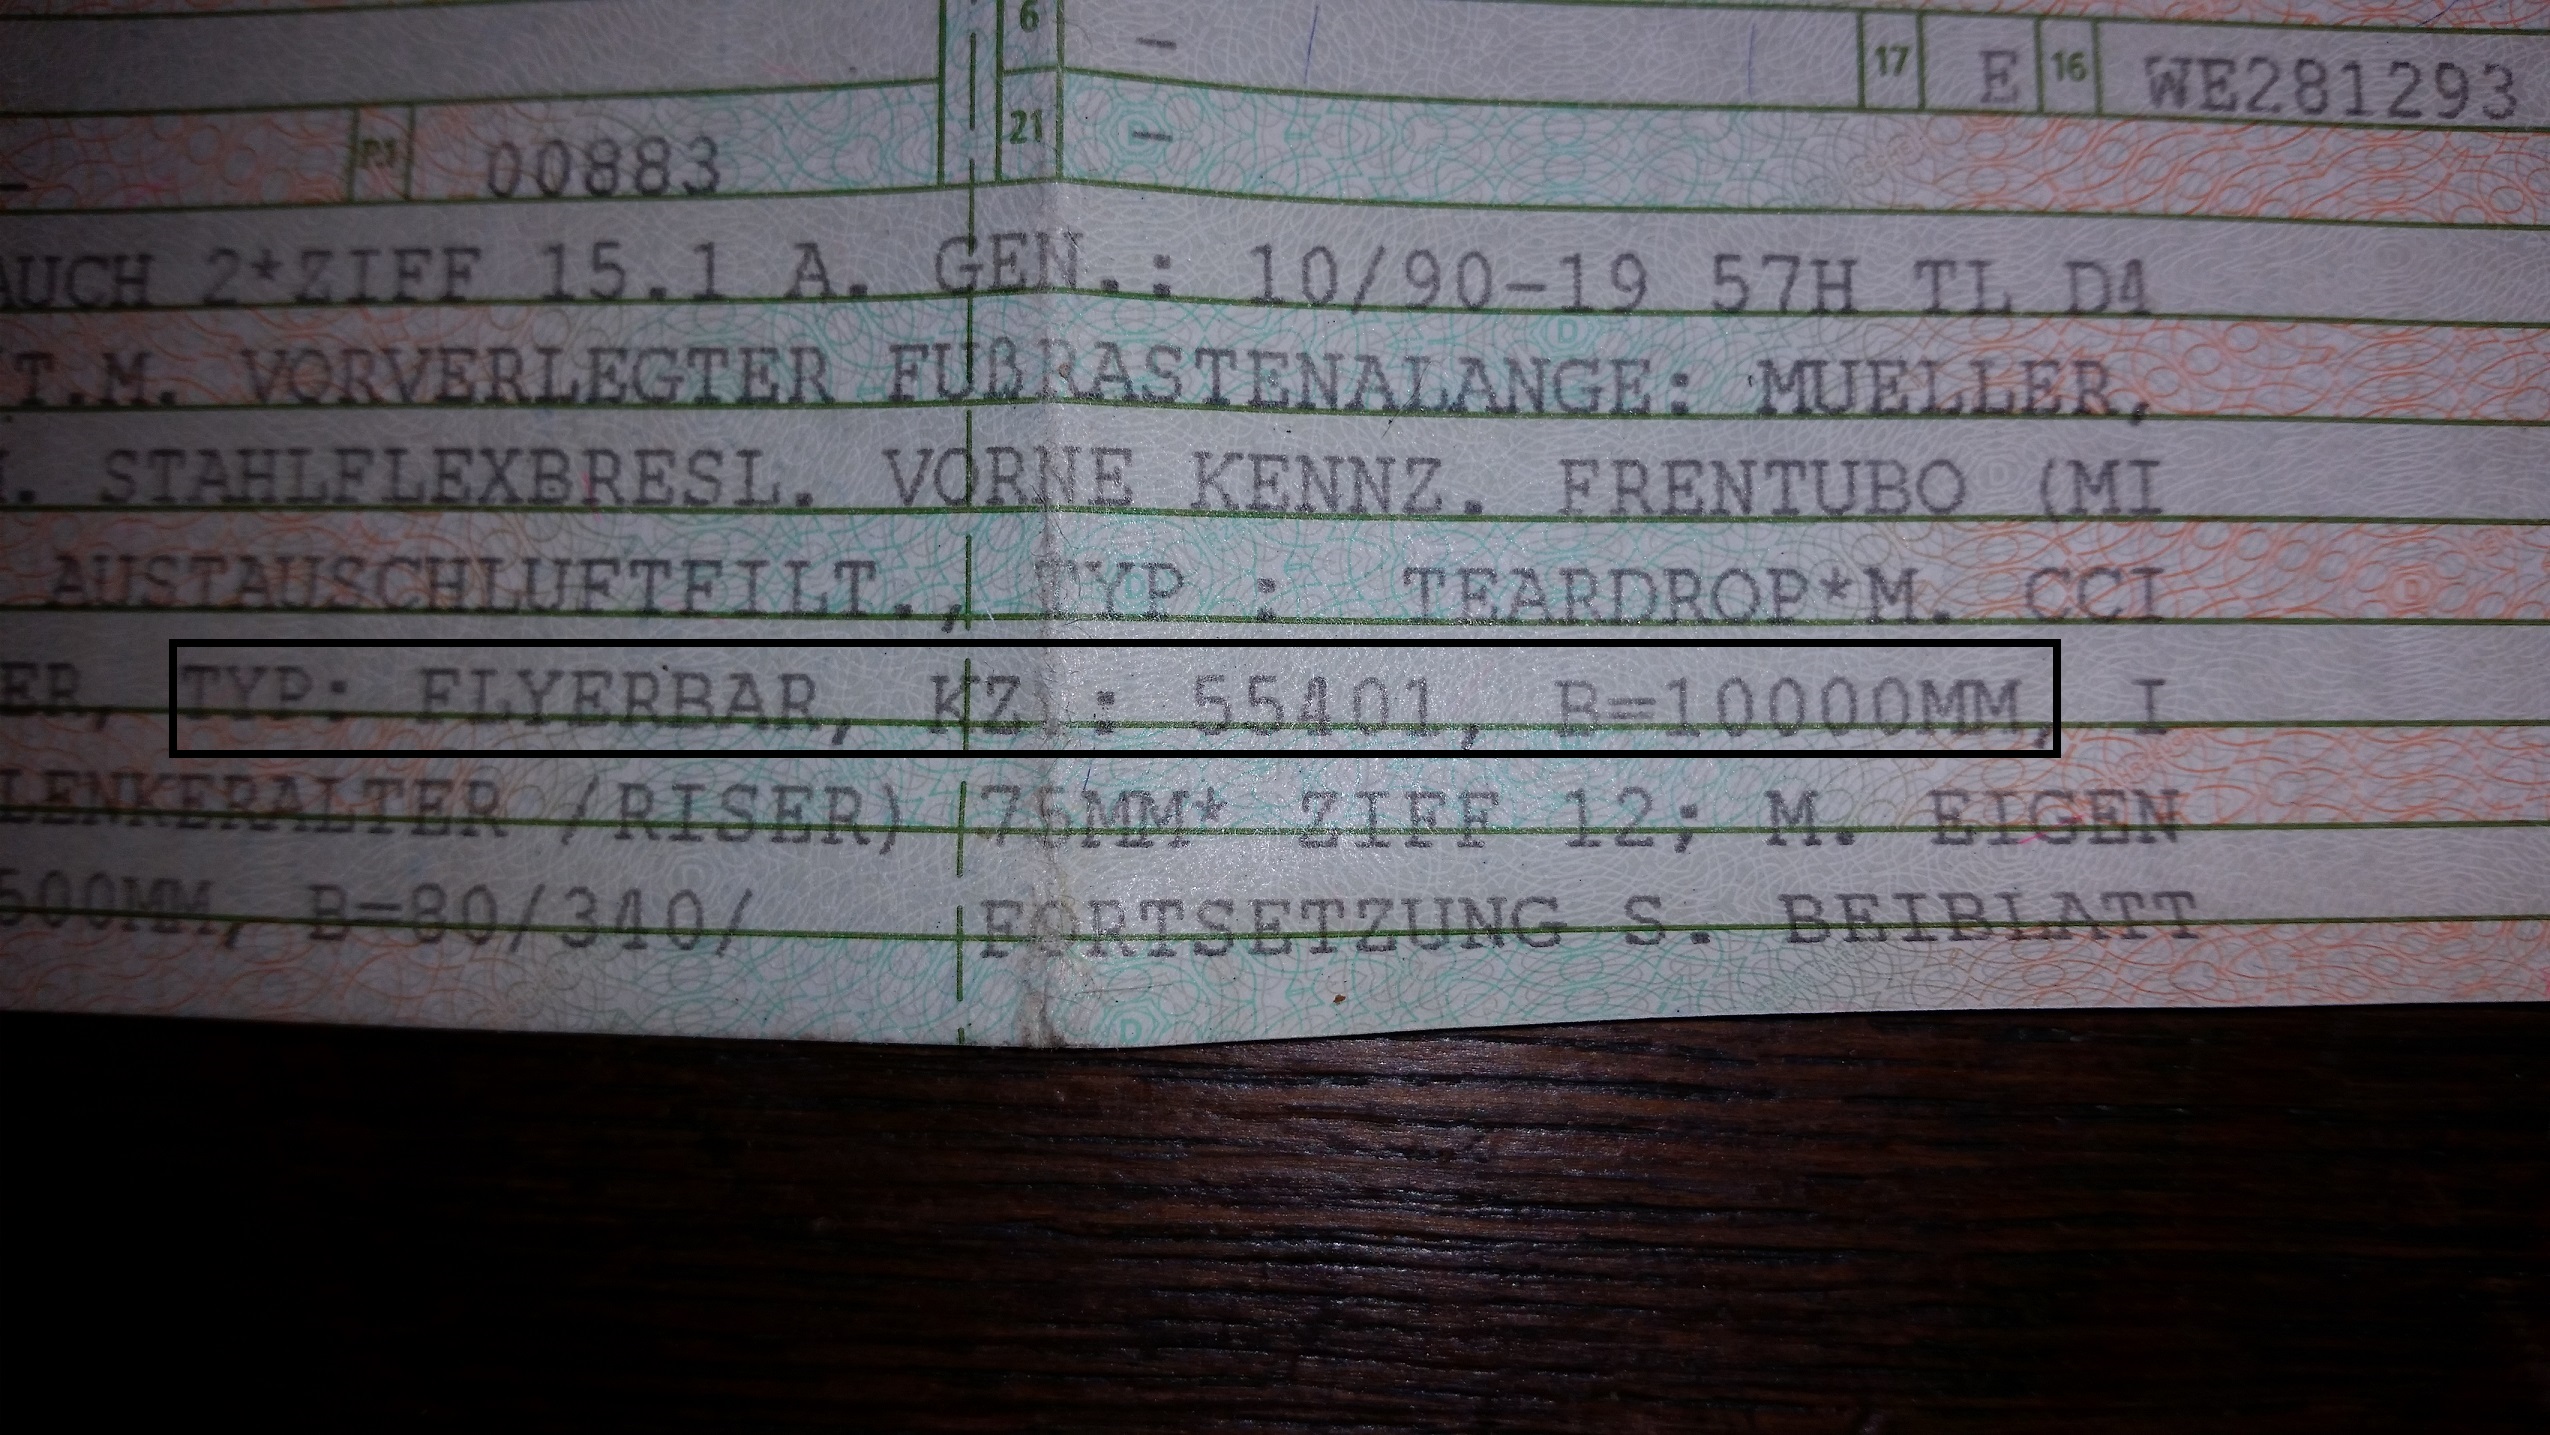 6 – 17 E 16 WE281293
– P.1 00883 21 –
AUCH 2*ZIFF 15.1 A. GEN.: 10/90-19 57H TL D4
T.M. VORVERLEGTER FUßRASTENALANGE: MUELLER,
. STAHLFLEXBRESL. VORNE KENNZ. FRENTUBO (MI
AUSTAUSCHLUFTFILT., TYP : TEARDROP*M. CCI
ER, TYP: FLYERBAR, KZ : 55401, B=10000MM, I
LENKERALTER /RISER) 75MM* ZIFF 12; M. EIGEN
500MM, B=80/340/ FORTSETZUNG S. BEIBLATT